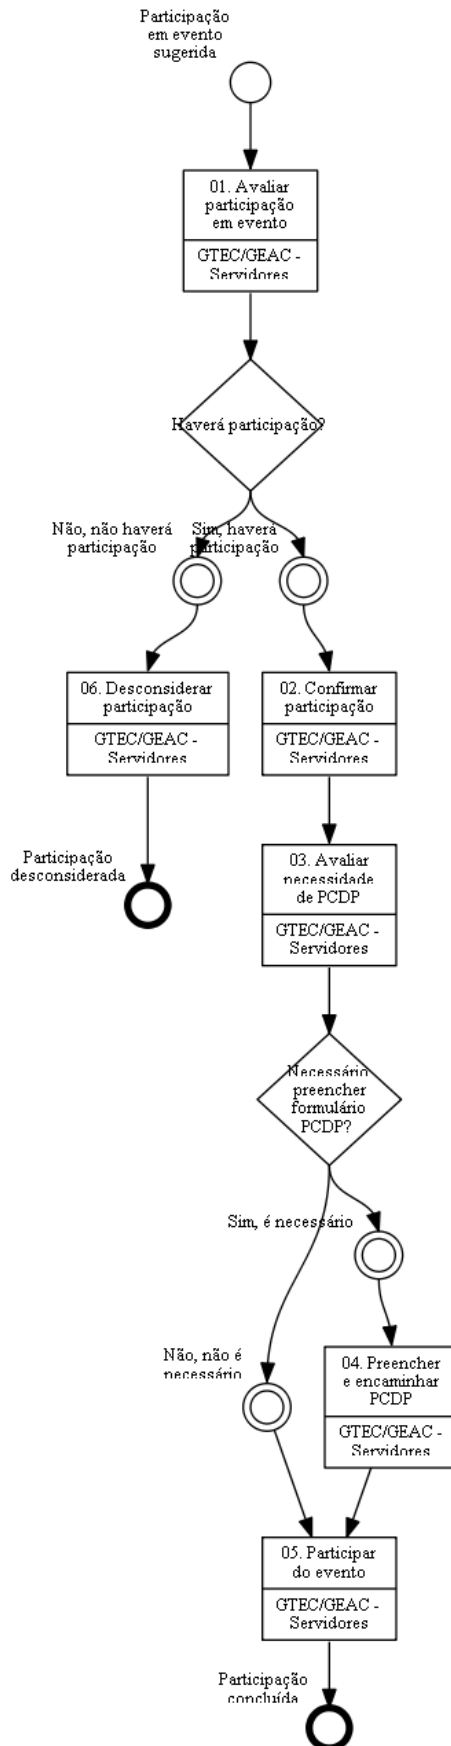 Participação
em evento
sugerida
01. Avaliar
participação
em evento
GTEC/GEAC -
Servidores
Haverá participação?
Não, não haverá
participação
Sim, haverá
participação
06. Desconsiderar
participação
GTEC/GEAC -
Servidores
02. Confirmar
participação
GTEC/GEAC -
Servidores
Participação
desconsiderada
03. Avaliar
necessidade
de PCDP
GTEC/GEAC -
Servidores
Necessário
preencher
formulário
PCDP?
Sim, é necessário
Não, não é
necessário
04. Preencher
e encaminhar
PCDP
GTEC/GEAC -
Servidores
05. Participar
do evento
GTEC/GEAC -
Servidores
Participação
concluída